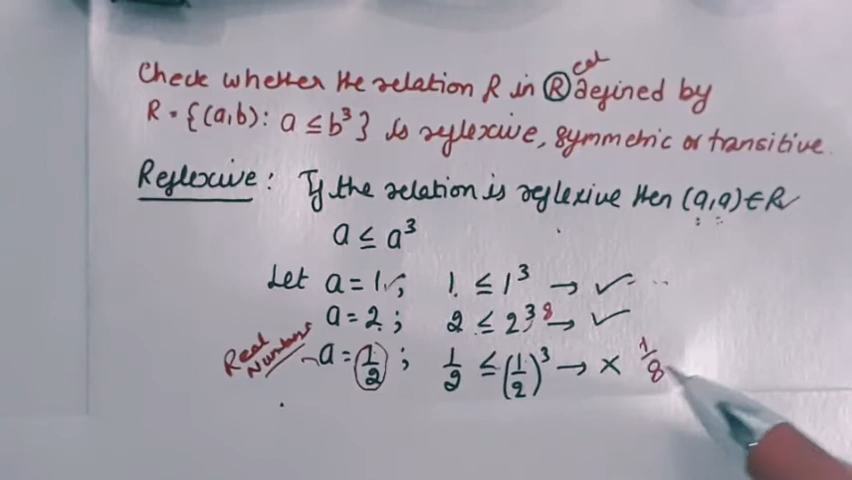 Check whether the relation R in ℝ defined by
R = {(a,b): a ≤ b³} is reflexive, symmetric or transitive.
Reflexive: If the relation is reflexive then (a,a) ∈ R
a ≤ a³
Let a = 1 ✓; 1 ≤ 1³ → ✓
a = 2; 2 ≤ 2³ 8 → ✓
Real Numbers a = 1/2; 1/2 ≤ (1/2)³ → × 1/8